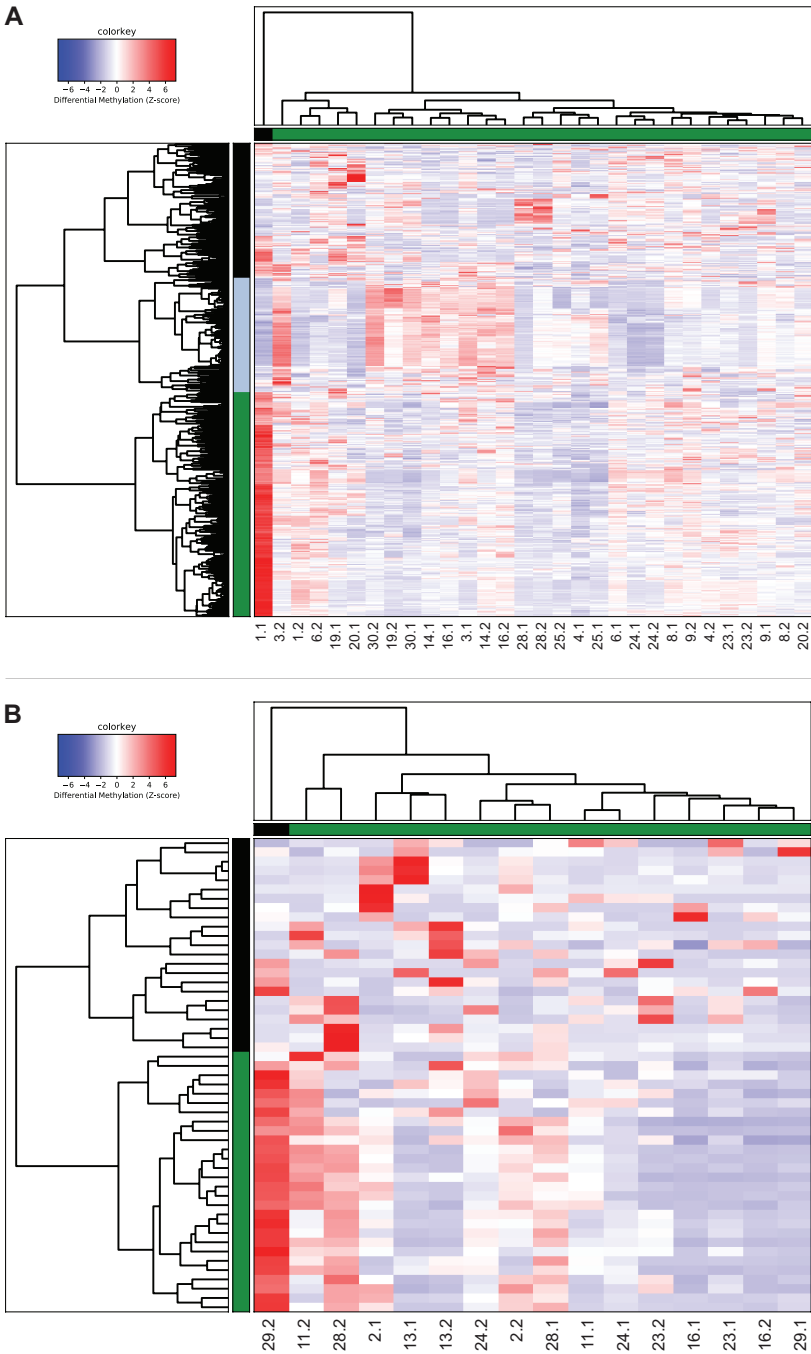 A
colorkey
−6 −4 −2 0 2 4 6
Differential Methylation (Z-score)
1.1 3.2 1.2 6.2 19.1 20.1 30.2 19.2 30.1 14.1 16.1 3.1 14.2 16.2 28.1 28.2 25.2 4.1 25.1 6.1 24.1 24.2 8.1 9.2 4.2 23.1 23.2 9.1 8.2 20.2
B
colorkey
−6 −4 −2 0 2 4 6
Differential Methylation (Z-score)
29.2 11.2 28.2 2.1 13.1 13.2 24.2 2.2 28.1 11.1 24.1 23.2 16.1 23.1 16.2 29.1